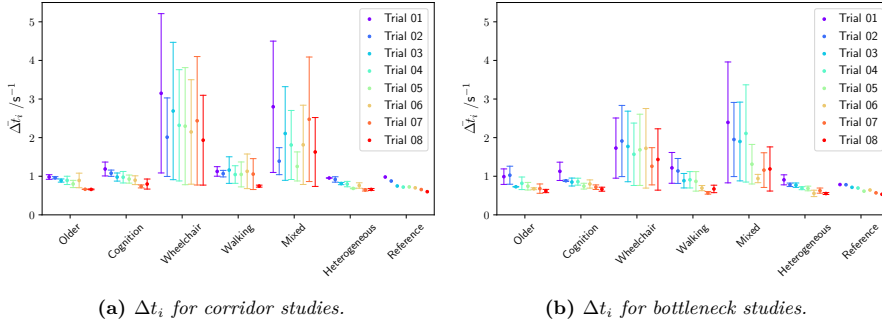 Δt̄ᵢ /s⁻¹
5
4
3
2
1
0
Trial 01
Trial 02
Trial 03
Trial 04
Trial 05
Trial 06
Trial 07
Trial 08
Older
Cognition
Wheelchair
Walking
Mixed
Heterogeneous
Reference
(a) Δtᵢ for corridor studies.
Δt̄ᵢ /s⁻¹
5
4
3
2
1
0
Trial 01
Trial 02
Trial 03
Trial 04
Trial 05
Trial 06
Trial 07
Trial 08
Older
Cognition
Wheelchair
Walking
Mixed
Heterogeneous
Reference
(b) Δtᵢ for bottleneck studies.